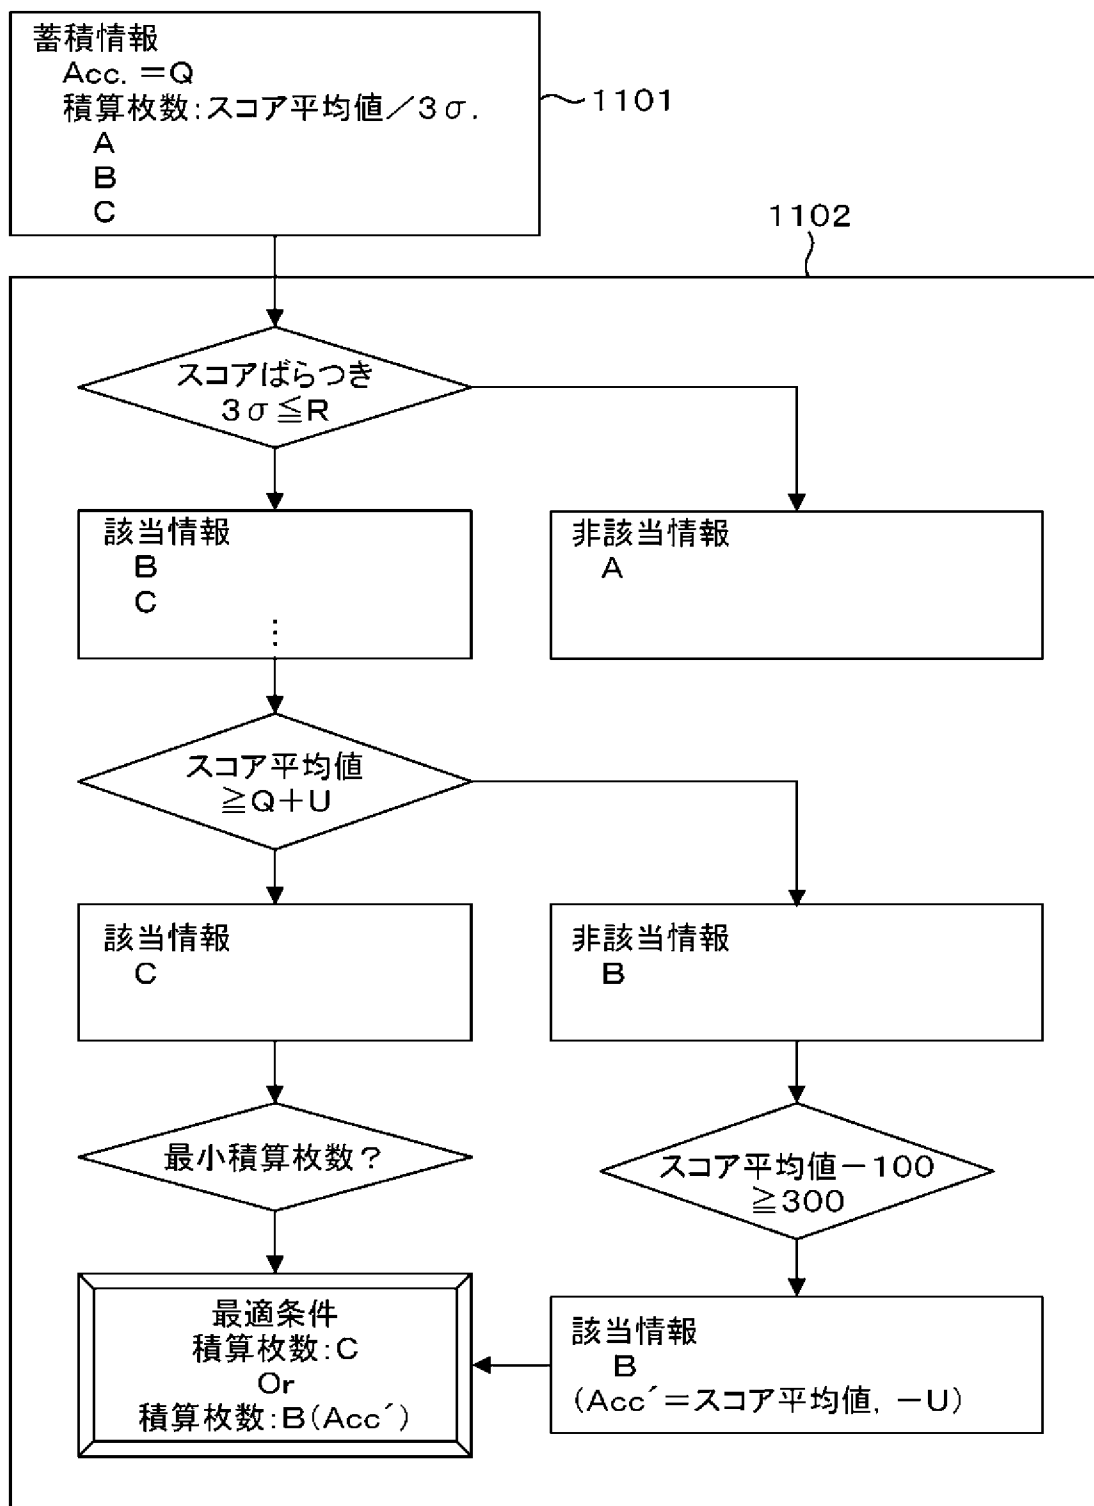 蓄積情報
Acc. =Q
積算枚数:スコア平均値／3σ.
A
B
C
1101
1102
スコアばらつき
3σ≦R
該当情報
B
C
⋮
非該当情報
A
スコア平均値
≧Q+U
該当情報
C
非該当情報
B
最小積算枚数?
スコア平均値-100
≧300
最適条件
積算枚数:C
Or
積算枚数:B(Acc´)
該当情報
B
(Acc´=スコア平均値, -U)